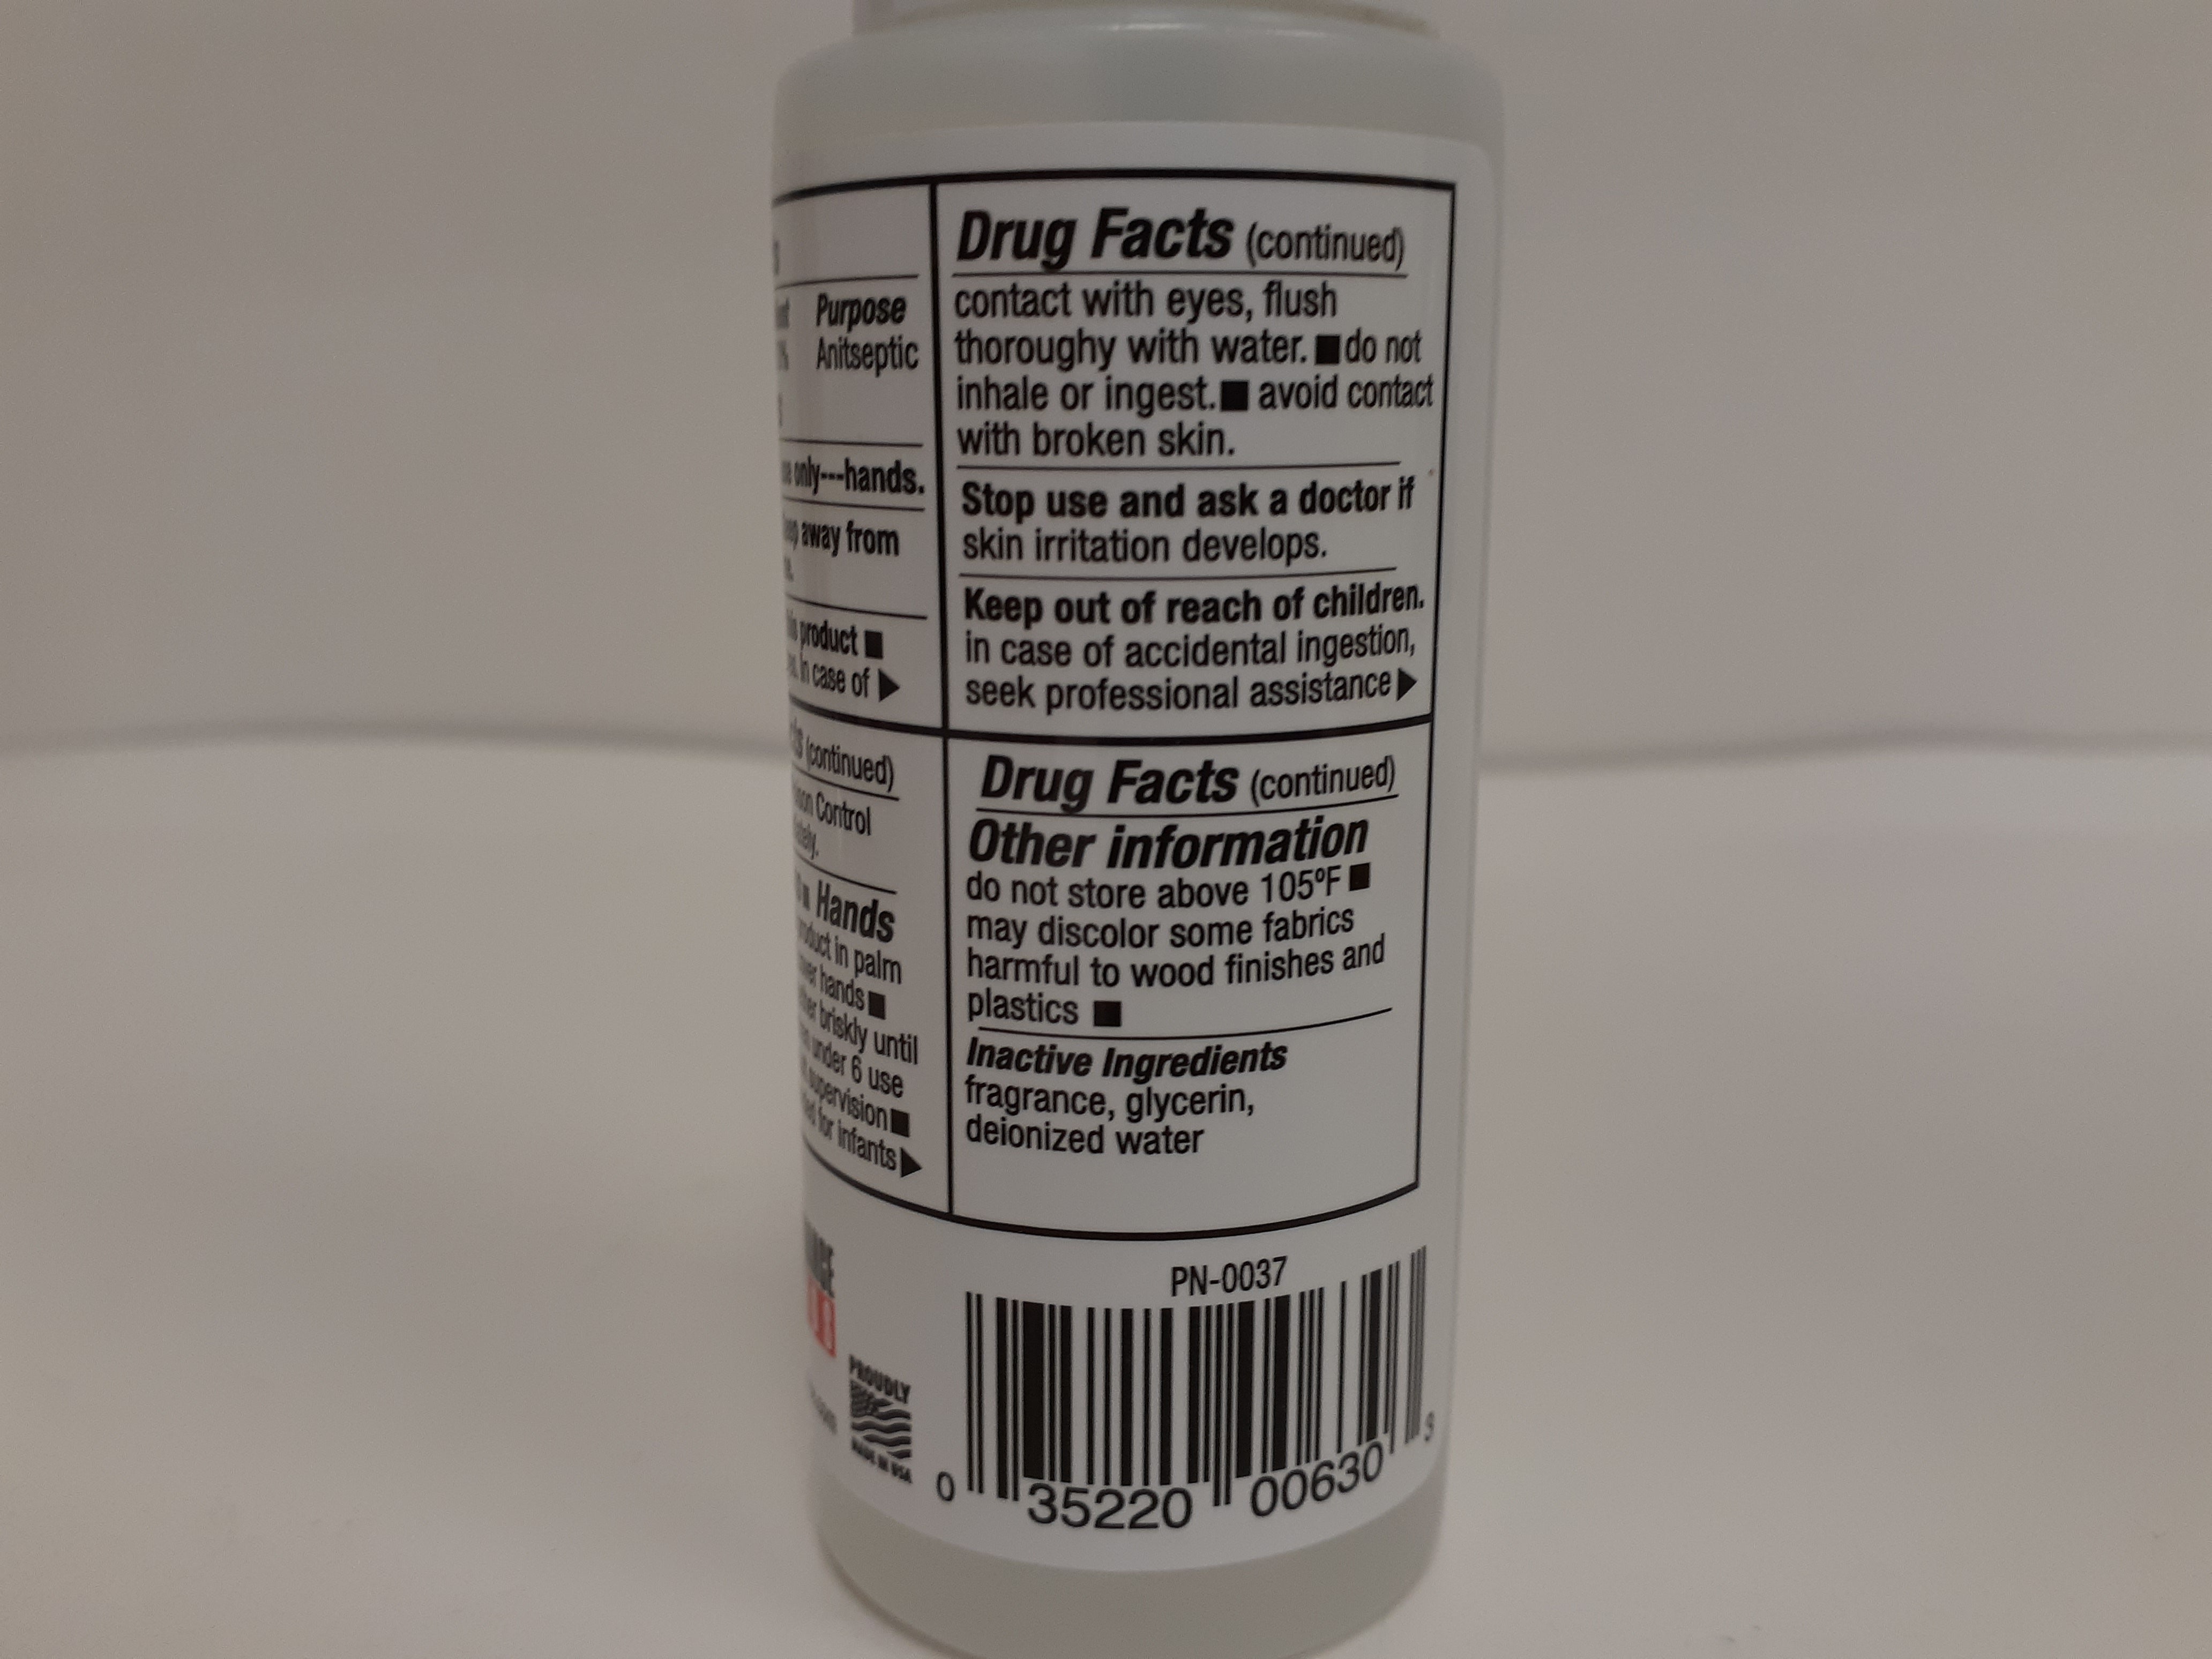 Purpose
Anitseptic
only---hands.
away from
product ■
In case of ▶
Drug Facts (continued)
contact with eyes, flush
thoroughy with water. ■ do not
inhale or ingest. ■ avoid contact
with broken skin.
Stop use and ask a doctor if
skin irritation develops.
Keep out of reach of children.
in case of accidental ingestion,
seek professional assistance ▶
(continued)
Control
Hands
in palm
hands ■
briskly until
under 6 use
supervision ■
for infants ▶
Drug Facts (continued)
Other information
do not store above 105ºF ■
may discolor some fabrics
harmful to wood finishes and
plastics ■
Inactive Ingredients
fragrance, glycerin,
deionized water
PROUDLY
MADE IN USA
PN-0037
0 35220 00630 9